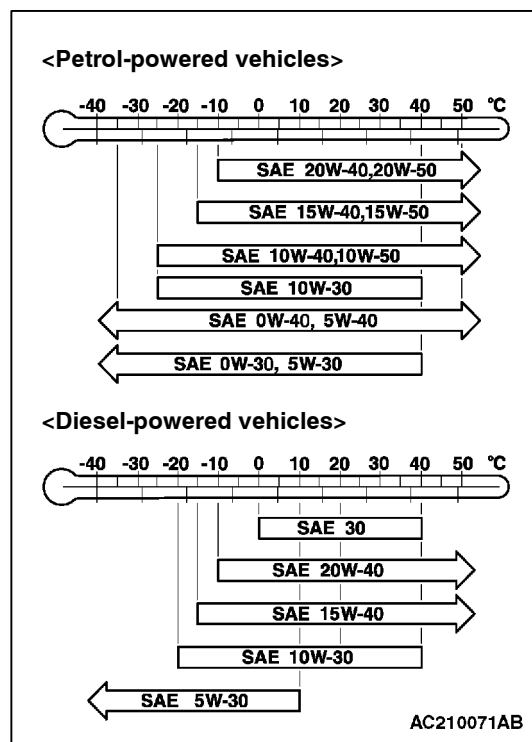 <Petrol-powered vehicles>
-40 -30 -20 -10 0 10 20 30 40 50 °C
SAE 20W-40,20W-50
SAE 15W-40,15W-50
SAE 10W-40,10W-50
SAE 10W-30
SAE 0W-40, 5W-40
SAE 0W-30, 5W-30
<Diesel-powered vehicles>
-40 -30 -20 -10 0 10 20 30 40 50 °C
SAE 30
SAE 20W-40
SAE 15W-40
SAE 10W-30
SAE 5W-30
AC210071AB